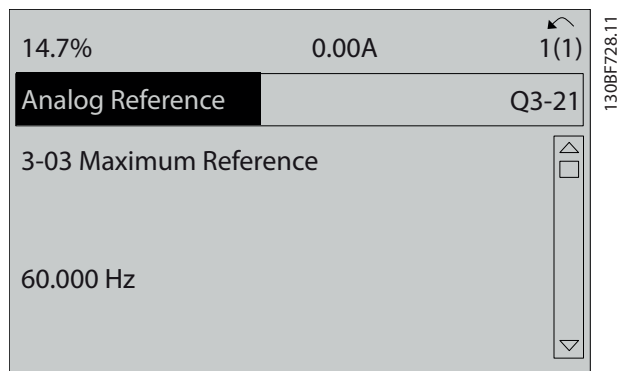 14.7% 0.00A 1(1)
Analog Reference Q3-21
3-03 Maximum Reference
60.000 Hz
130BF728.11